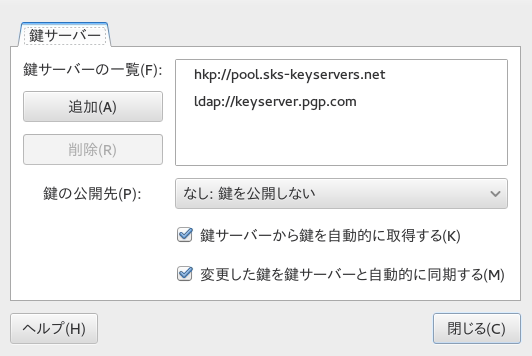 鍵サーバー
鍵サーバーの一覧(F):
hkp://pool.sks-keyservers.net
ldap://keyserver.pgp.com
追加(A)
削除(R)
鍵の公開先(P):
なし: 鍵を公開しない
鍵サーバーから鍵を自動的に取得する(K)
変更した鍵を鍵サーバーと自動的に同期する(M)
ヘルプ(H)
閉じる(C)